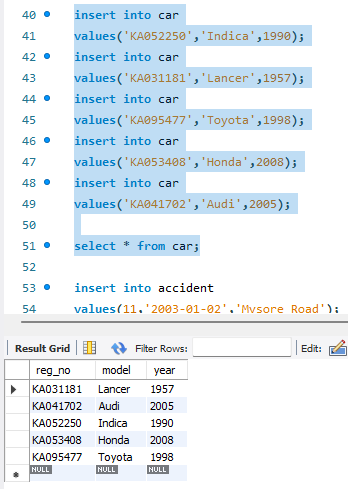 40 insert into car
41 values('KA052250','Indica',1990);
42 insert into car
43 values('KA031181','Lancer',1957);
44 insert into car
45 values('KA095477','Toyota',1998);
46 insert into car
47 values('KA053408','Honda',2008);
48 insert into car
49 values('KA041702','Audi',2005);
50
51 select * from car;
52
53 insert into accident
54 values(11,'2003-01-02','Mysore Road');
Result Grid Filter Rows: Edit:
reg_no model year
KA031181 Lancer 1957
KA041702 Audi 2005
KA052250 Indica 1990
KA053408 Honda 2008
KA095477 Toyota 1998
NULL NULL NULL